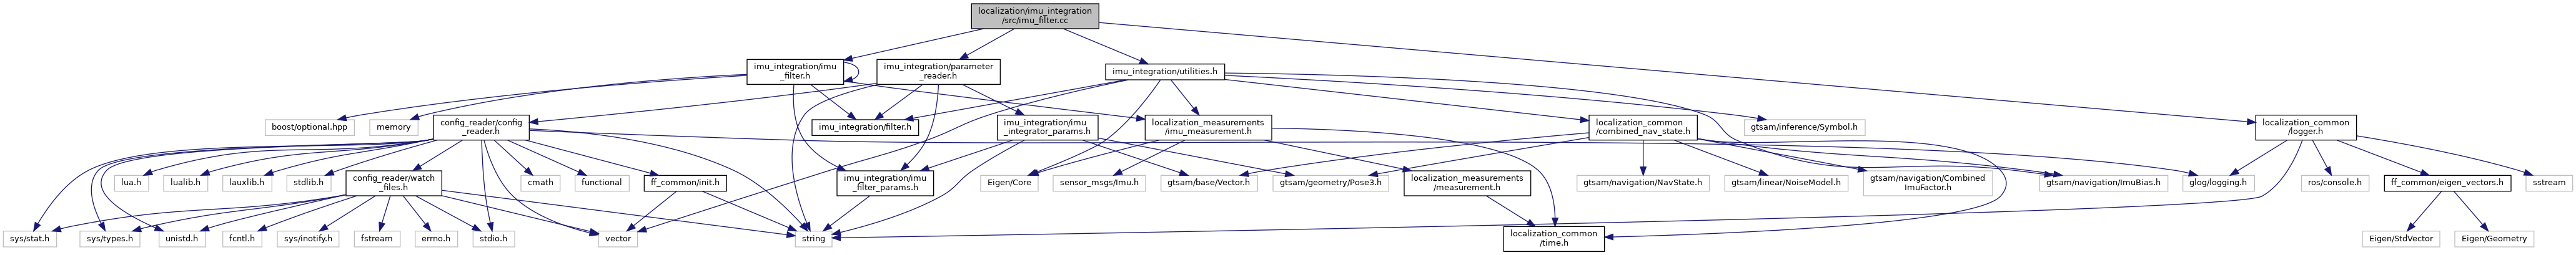 localization/imu_integration
/src/imu_filter.cc
imu_integration/imu
_filter.h
imu_integration/parameter
_reader.h
imu_integration/utilities.h
boost/optional.hpp
memory
config_reader/config
_reader.h
imu_integration/filter.h
imu_integration/imu
_integrator_params.h
localization_measurements
/imu_measurement.h
localization_common
/combined_nav_state.h
gtsam/inference/Symbol.h
localization_common
/logger.h
lua.h
lualib.h
lauxlib.h
stdlib.h
config_reader/watch
_files.h
cmath
functional
ff_common/init.h
imu_integration/imu
_filter_params.h
Eigen/Core
sensor_msgs/Imu.h
gtsam/base/Vector.h
gtsam/geometry/Pose3.h
localization_measurements
/measurement.h
gtsam/navigation/NavState.h
gtsam/linear/NoiseModel.h
gtsam/navigation/Combined
ImuFactor.h
gtsam/navigation/ImuBias.h
glog/logging.h
ros/console.h
ff_common/eigen_vectors.h
sstream
sys/stat.h
sys/types.h
unistd.h
fcntl.h
sys/inotify.h
fstream
errno.h
stdio.h
vector
string
localization_common
/time.h
Eigen/StdVector
Eigen/Geometry